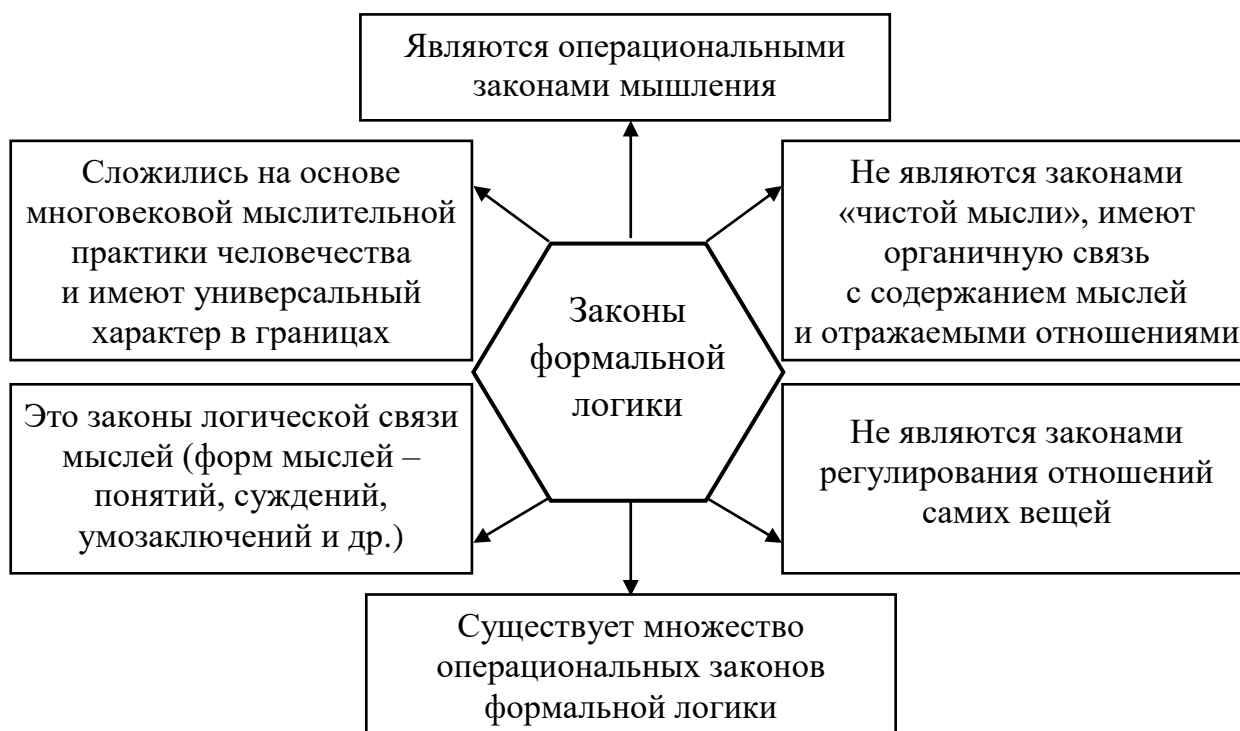 Являются операциональными
законами мышления
Сложились на основе
многовековой мыслительной
практики человечества
и имеют универсальный
характер в границах
Не являются законами
«чистой мысли», имеют
органичную связь
с содержанием мыслей
и отражаемыми отношениями
Законы
формальной
логики
Это законы логической связи
мыслей (форм мыслей –
понятий, суждений,
умозаключений и др.)
Не являются законами
регулирования отношений
самих вещей
Существует множество
операциональных законов
формальной логики